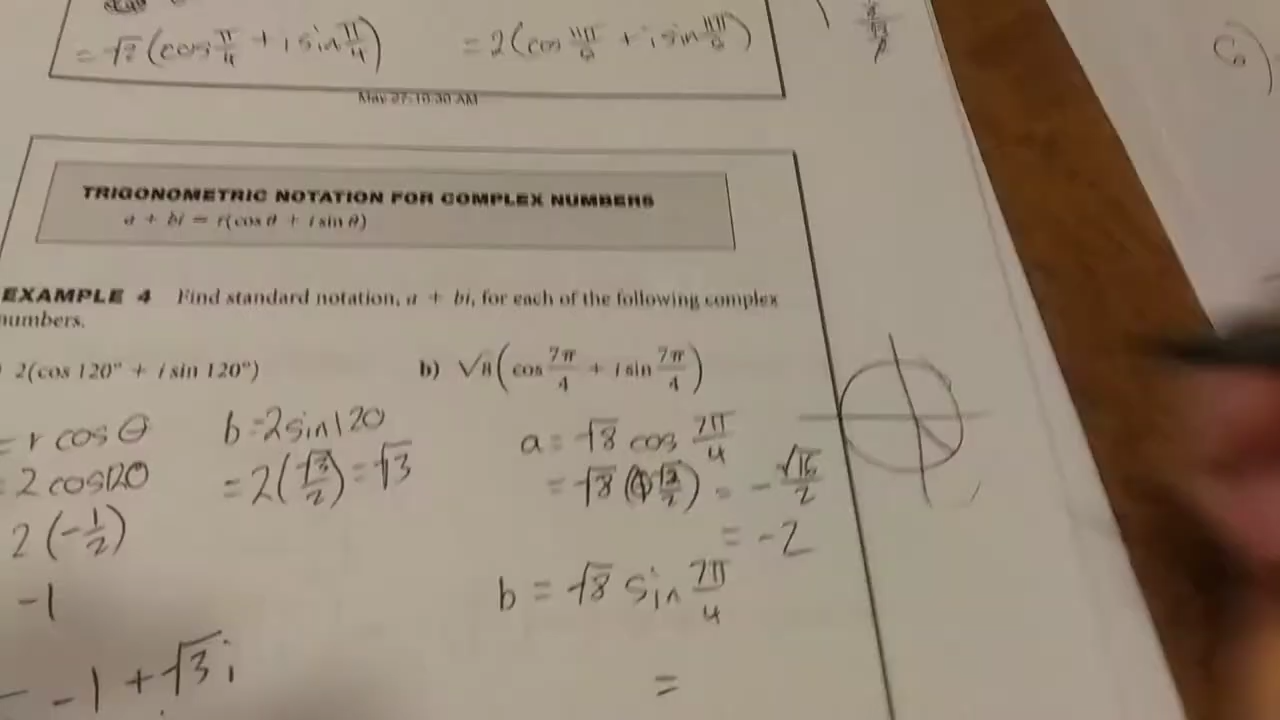 = √2 (cos π/4 + i sin π/4)
= 2 (cos 11π/6 + i sin 11π/6)
May 27-10:30 AM
TRIGONOMETRIC NOTATION FOR COMPLEX NUMBERS
a + bi = r(cos θ + i sin θ)
EXAMPLE 4 Find standard notation, a + bi, for each of the following complex
numbers.
2(cos 120° + i sin 120°)
= r cos θ
= 2 cos120
2 (-1/2)
-1
b = 2 sin 120
= 2(√3/2) = √3
-1 + √3 i
b) √8(cos 7π/4 + i sin 7π/4)
a = √8 cos 7π/4
= √8 (√2/2) = - √16/2
= -2
b = √8 sin 7π/4
=